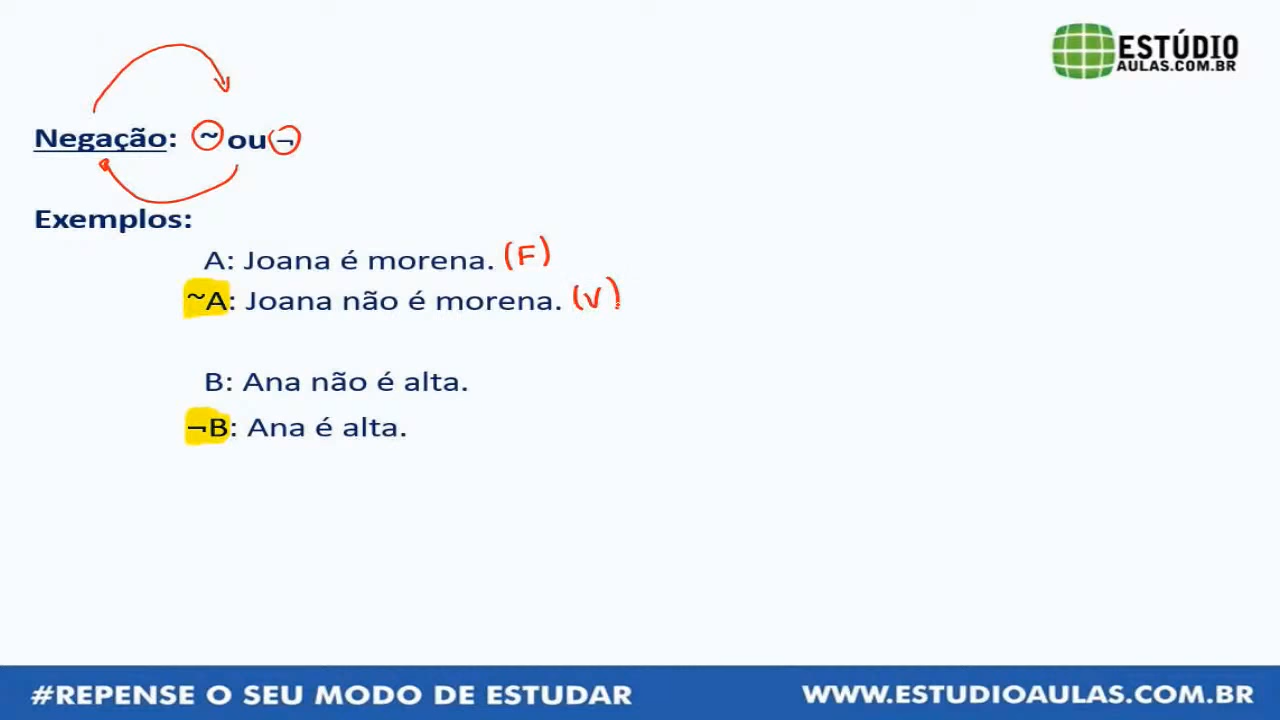 ESTÚDIO
AULAS.COM.BR
Negação: ~ ou ¬
Exemplos:
A: Joana é morena. (F)
~A: Joana não é morena. (V)
B: Ana não é alta.
¬B: Ana é alta.
#REPENSE O SEU MODO DE ESTUDAR
WWW.ESTUDIOAULAS.COM.BR